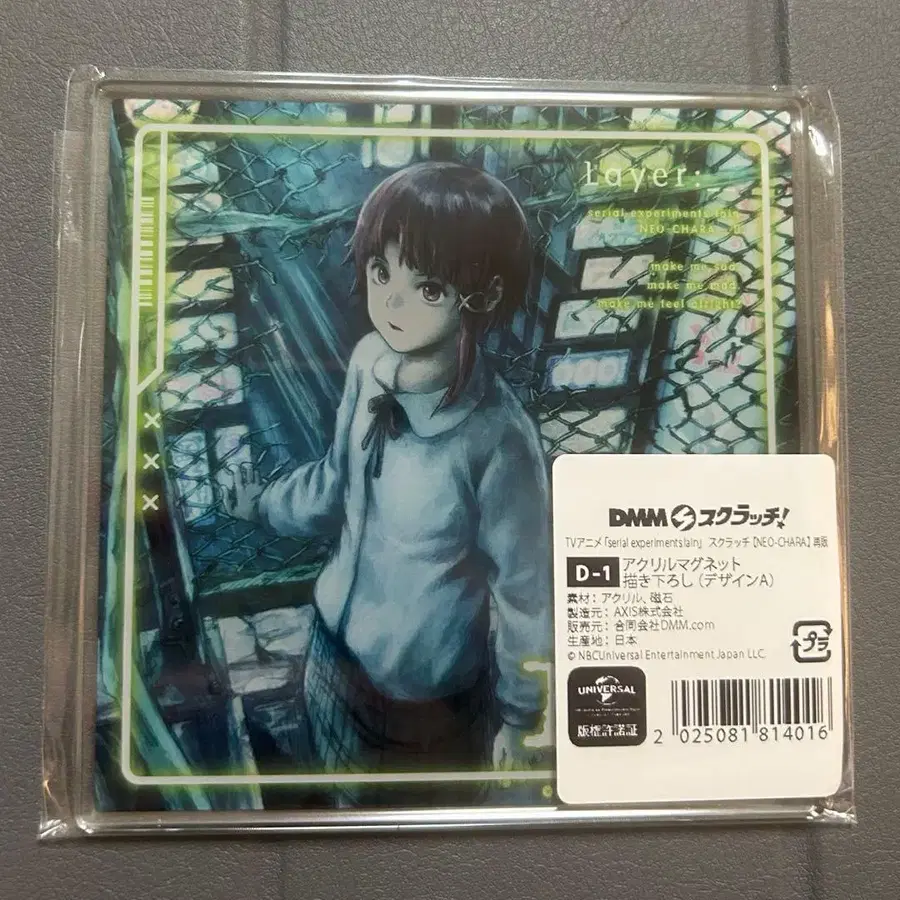 Layer:
serial experiments lain
NEO-CHARA
make me sad.
make me mad.
make me feel alright?
×
×
×
DMM スクラッチ!
TVアニメ「serial experiments lain」 スクラッチ【NEO-CHARA】再販
D-1 アクリルマグネット
描き下ろし（デザインA）
素材：アクリル、磁石
製造元：AXIS株式会社
販売元：合同会社DMM.com
生産地：日本
© NBCUniversal Entertainment Japan LLC
プラ
UNIVERSAL
版権許諾証
2 025081 814016